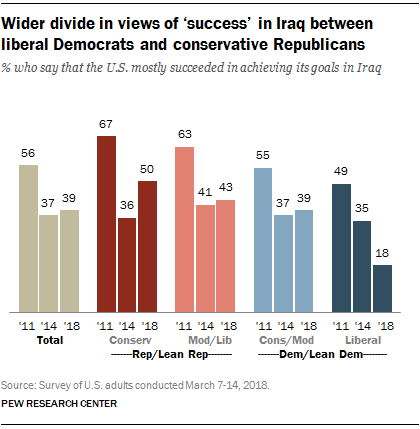 Wider divide in views of ‘success’ in Iraq between
liberal Democrats and conservative Republicans
% who say that the U.S. mostly succeeded in achieving its goals in Iraq
56 37 39
67 36 50
63 41 43
55 37 39
49 35 18
'11 '14 '18 '11 '14 '18 '11 '14 '18 '11 '14 '18 '11 '14 '18
Total Conserv Mod/Lib Cons/Mod Liberal
-------Rep/Lean Rep-------- -------Dem/Lean Dem--------
Source: Survey of U.S. adults conducted March 7-14, 2018.
PEW RESEARCH CENTER